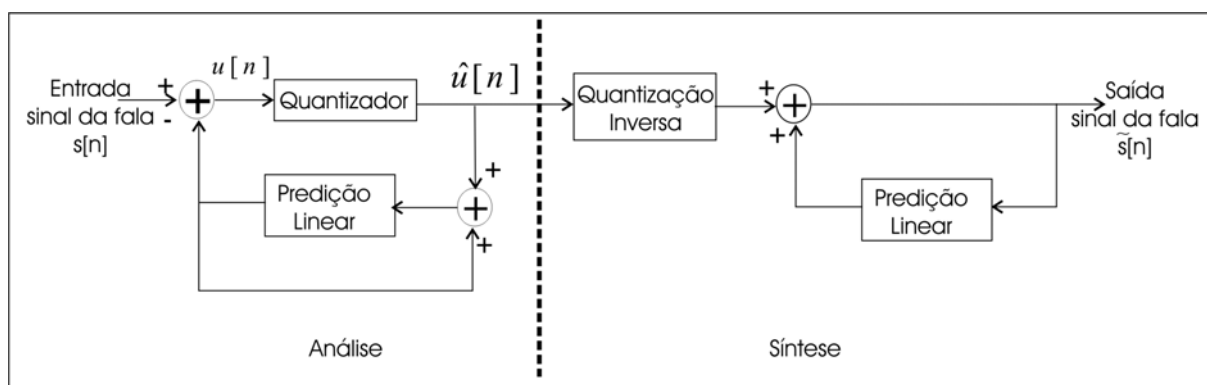 Entrada
sinal da fala
s[n]
+
-
+
u[n]
Quantizador
û[n]
+
+
+
Predição
Linear
Análise
Quantização
Inversa
+
+
+
Predição
Linear
Saída
sinal da fala
s̃[n]
Síntese